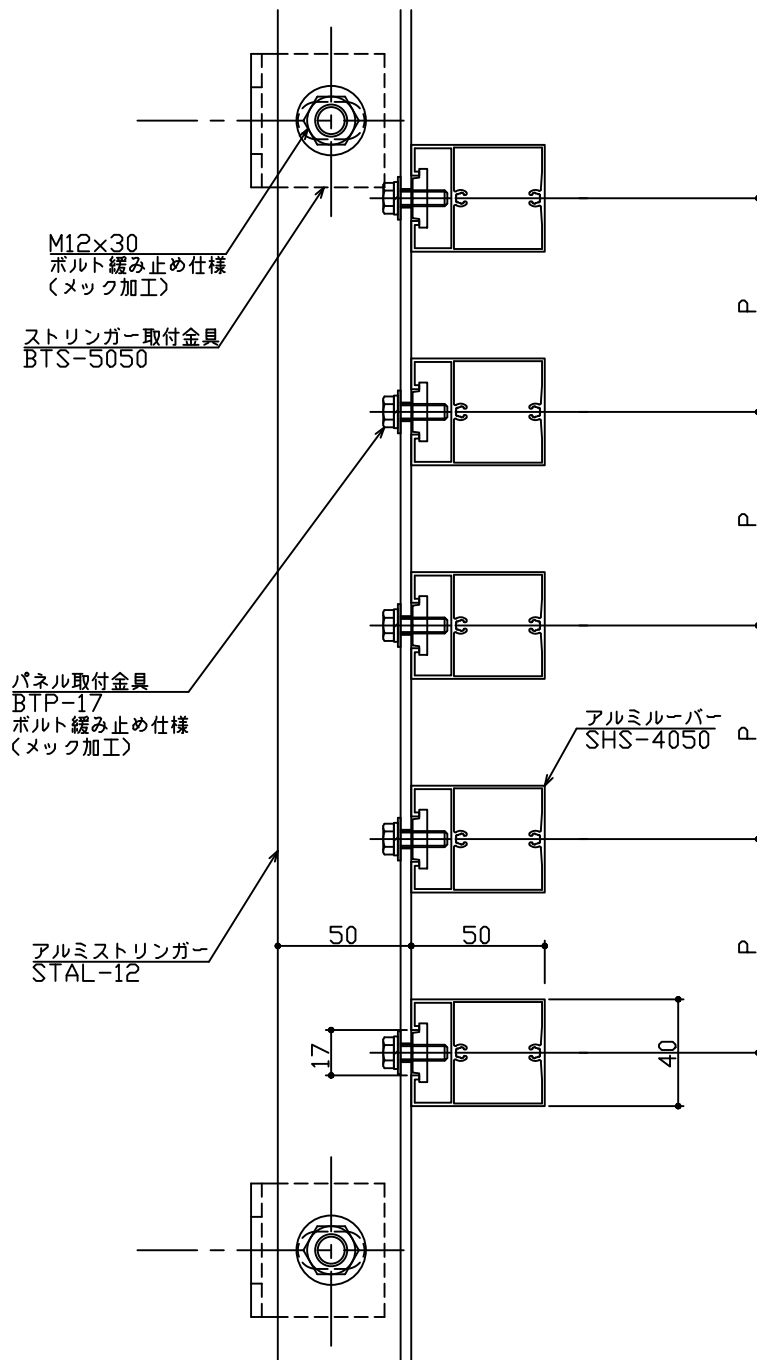 M12x30
ボルト緩み止め仕様
(メック加工)
ストリンガー取付金具
BTS-5050
P
P
パネル取付金具
BTP-17
ボルト緩み止め仕様
(メック加工)
アルミルーバー
SHS-4050
P
アルミストリンガー
STAL-12
50
50
P
17
40